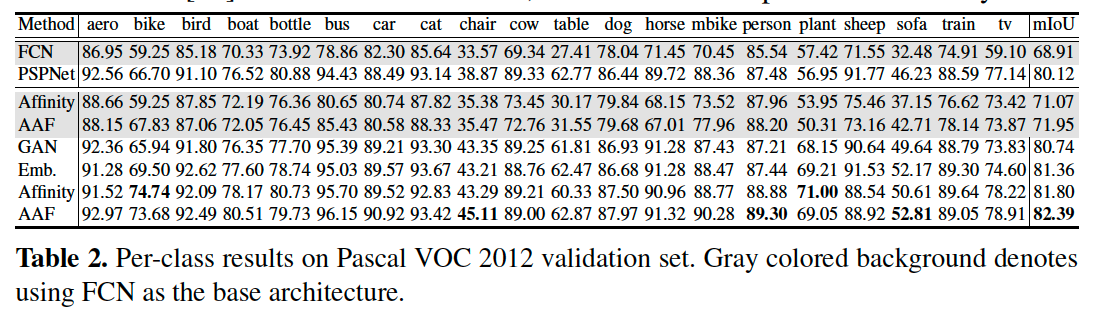 Method aero bike bird boat bottle bus car cat chair cow table dog horse mbike person plant sheep sofa train tv mIoU
FCN 86.95 59.25 85.18 70.33 73.92 78.86 82.30 85.64 33.57 69.34 27.41 78.04 71.45 70.45 85.54 57.42 71.55 32.48 74.91 59.10 68.91
PSPNet 92.56 66.70 91.10 76.52 80.88 94.43 88.49 93.14 38.87 89.33 62.77 86.44 89.72 88.36 87.48 56.95 91.77 46.23 88.59 77.14 80.12
Affinity 88.66 59.25 87.85 72.19 76.36 80.65 80.74 87.82 35.38 73.45 30.17 79.84 68.15 73.52 87.96 53.95 75.46 37.15 76.62 73.42 71.07
AAF 88.15 67.83 87.06 72.05 76.45 85.43 80.58 88.33 35.47 72.76 31.55 79.68 67.01 77.96 88.20 50.31 73.16 42.71 78.14 73.87 71.95
GAN 92.36 65.94 91.80 76.35 77.70 95.39 89.21 93.30 43.35 89.25 61.81 86.93 91.28 87.43 87.21 68.15 90.64 49.64 88.79 73.83 80.74
Emb. 91.28 69.50 92.62 77.60 78.74 95.03 89.57 93.67 43.21 88.76 62.47 86.68 91.28 88.47 87.44 69.21 91.53 52.17 89.30 74.60 81.36
Affinity 91.52 74.74 92.09 78.17 80.73 95.70 89.52 92.83 43.29 89.21 60.33 87.50 90.96 88.77 88.88 71.00 88.54 50.61 89.64 78.22 81.80
AAF 92.97 73.68 92.49 80.51 79.73 96.15 90.92 93.42 45.11 89.00 62.87 87.97 91.32 90.28 89.30 69.05 88.92 52.81 89.05 78.91 82.39
Table 2. Per-class results on Pascal VOC 2012 validation set. Gray colored background denotes
using FCN as the base architecture.